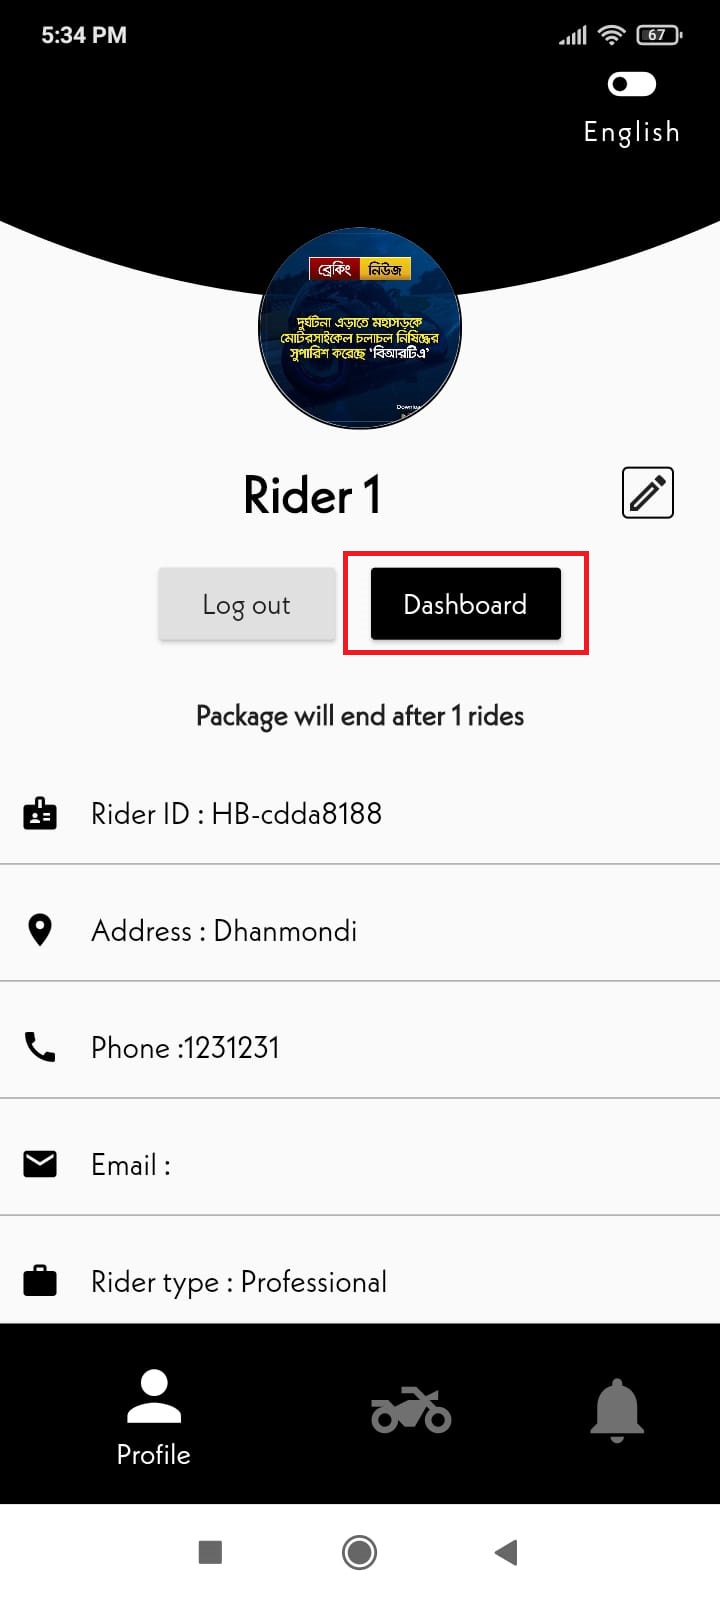 5:34 PM
67
English
ব্রেকিং নিউজ
দুর্ঘটনা এড়াতে মহাসড়কে
মোটরসাইকেল চলাচল নিষিদ্ধের
সুপারিশ করেছে ‘বিআরটিএ’
Rider 1
Log out
Dashboard
Package will end after 1 rides
Rider ID : HB-cdda8188
Address : Dhanmondi
Phone :1231231
Email :
Rider type : Professional
Profile